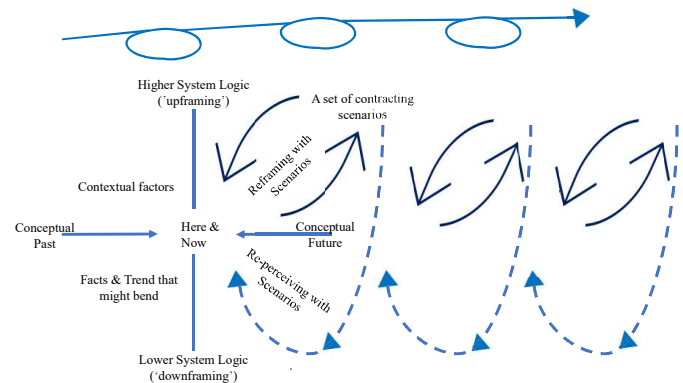 Higher System Logic
(’upframing’)
A set of contracting
scenarios
Reframing with
Scenarios
Contextual factors
Conceptual
Past
Here &
Now
Conceptual
Future
Facts & Trend that
might bend
Re-perceiving with
Scenarios
Lower System Logic
(‘downframing’)